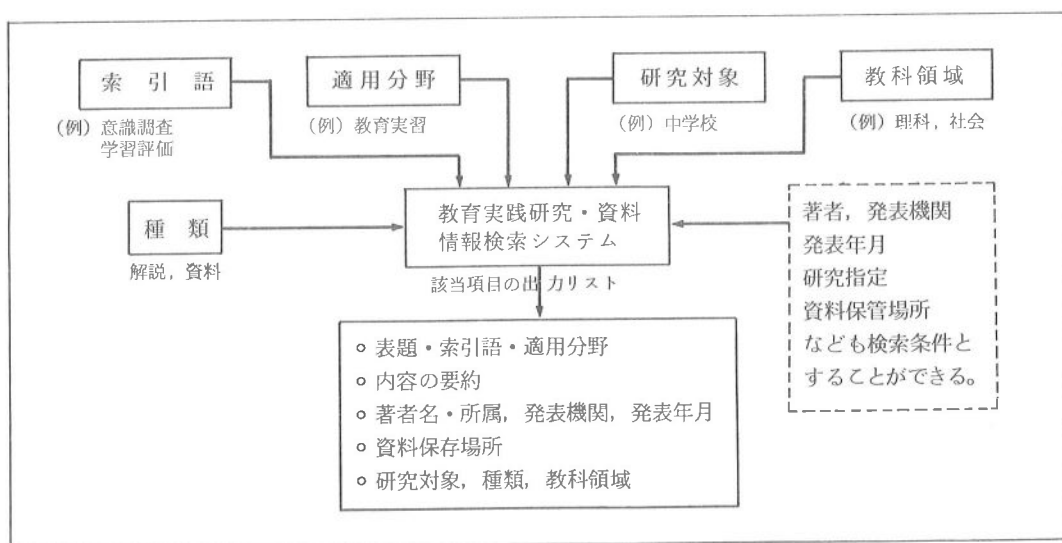 索引語
適用分野
研究対象
教科領域
(例) 意識調査
学習評価
(例) 教育実習
(例) 中学校
(例) 理科, 社会
種類
解説, 資料
教育実践研究・資料
情報検索システム
著者, 発表機関
発表年月
研究指定
資料保管場所
なども検索条件と
することができる。
該当項目の出力リスト
○ 表題・索引語・適用分野
○ 内容の要約
○ 著者名・所属, 発表機関, 発表年月
○ 資料保存場所
○ 研究対象, 種類, 教科領域